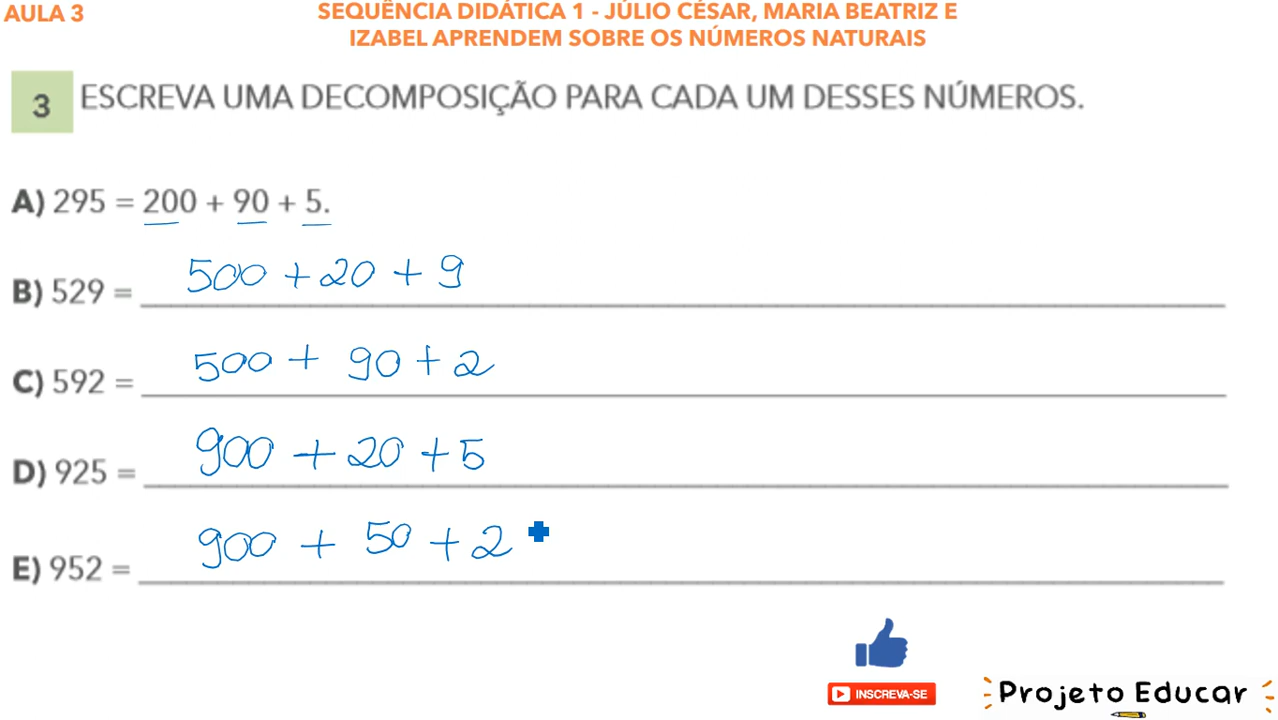 AULA 3
SEQUÊNCIA DIDÁTICA 1 - JÚLIO CÉSAR, MARIA BEATRIZ E
IZABEL APRENDEM SOBRE OS NÚMEROS NATURAIS
3 ESCREVA UMA DECOMPOSIÇÃO PARA CADA UM DESSES NÚMEROS.
A) 295 = 200 + 90 + 5.
B) 529 = 500 + 20 + 9
C) 592 = 500 + 90 + 2
D) 925 = 900 + 20 + 5
E) 952 = 900 + 50 + 2
INSCREVA-SE
Projeto Educar